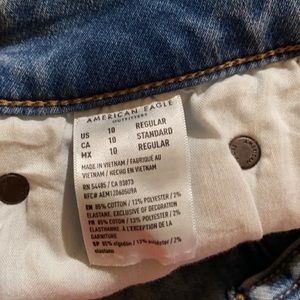 AMERICAN EAGLE
OUTFITTERS
US 10 REGULAR
CA 10 STANDARD
MX 10 REGULAR
MADE IN VIETNAM / FABRIQUÉ AU
VIETNAM / HECHO EN VIETNAM
RN 54485 / CA 03873
EN 85% COTTON / 13% POLYESTER / 2%
ELASTANE, EXCLUSIVE OF DECORATION
FR 85% COTON / 13% POLYESTER / 2%
ÉLASTHANNE, À L'EXCEPTION DE LA
GARNITURE
SP 85% algodón / 13% poliéster / 2%
elastano